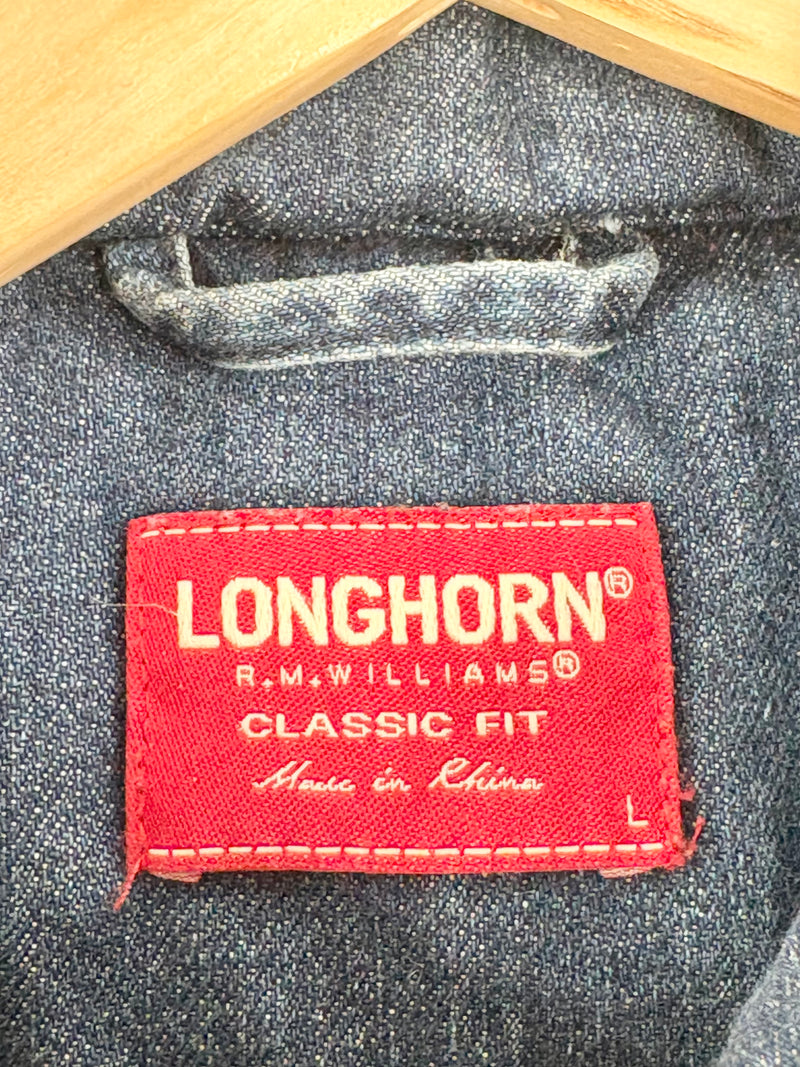 LONGHORN®
R.M.WILLIAMS®
CLASSIC FIT
Made in China
L